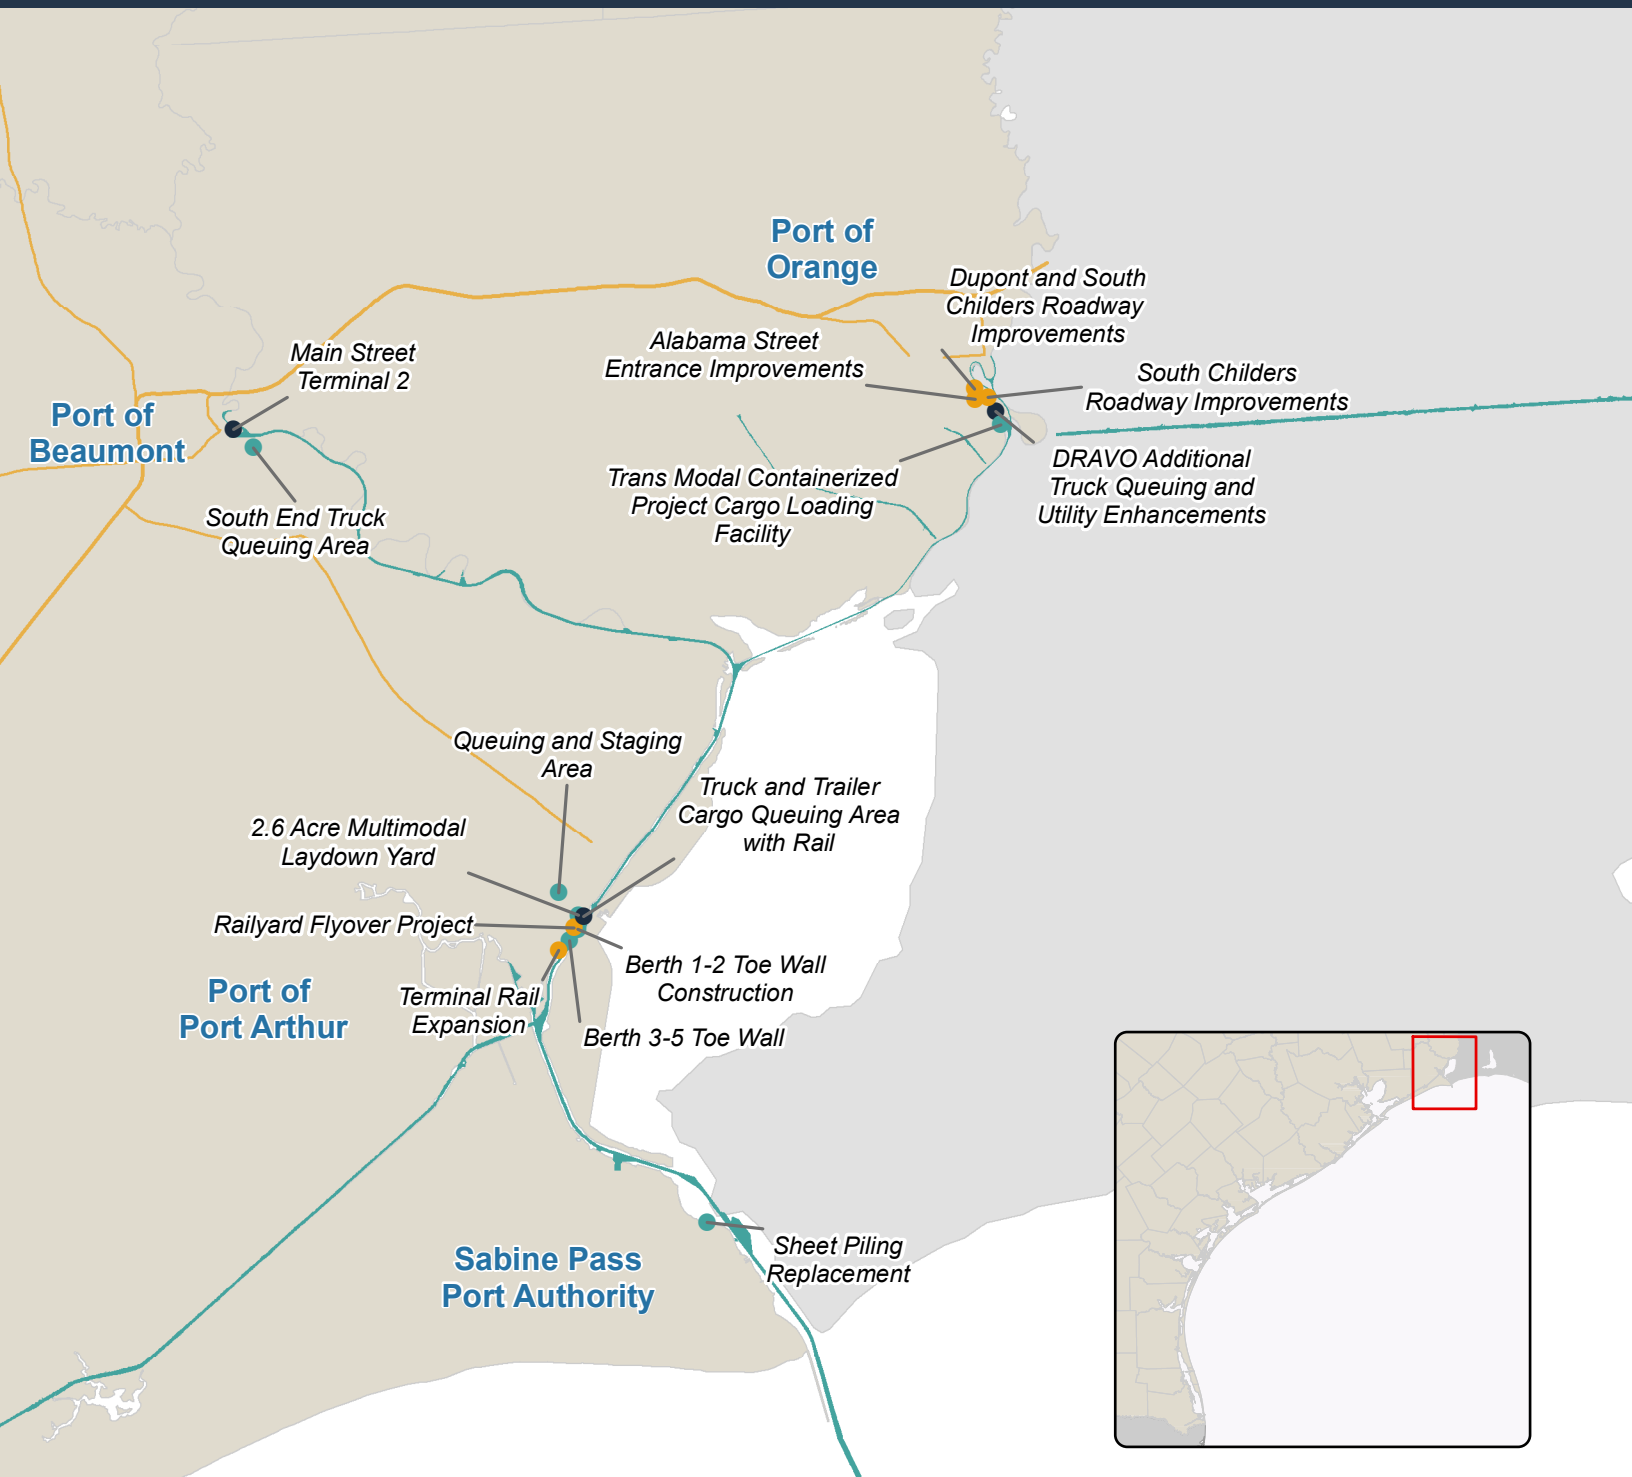 Port of
Orange
Dupont and South
Childers Roadway
Improvements
Alabama Street
Entrance Improvements
South Childers
Roadway Improvements
Main Street
Terminal 2
Port of
Beaumont
South End Truck
Queuing Area
Trans Modal Containerized
Project Cargo Loading
Facility
DRAVO Additional
Truck Queuing and
Utility Enhancements
Queuing and Staging
Area
Truck and Trailer
Cargo Queuing Area
with Rail
2.6 Acre Multimodal
Laydown Yard
Railyard Flyover Project
Berth 1-2 Toe Wall
Construction
Port of
Port Arthur
Terminal Rail
Expansion
Berth 3-5 Toe Wall
Sabine Pass
Port Authority
Sheet Piling
Replacement